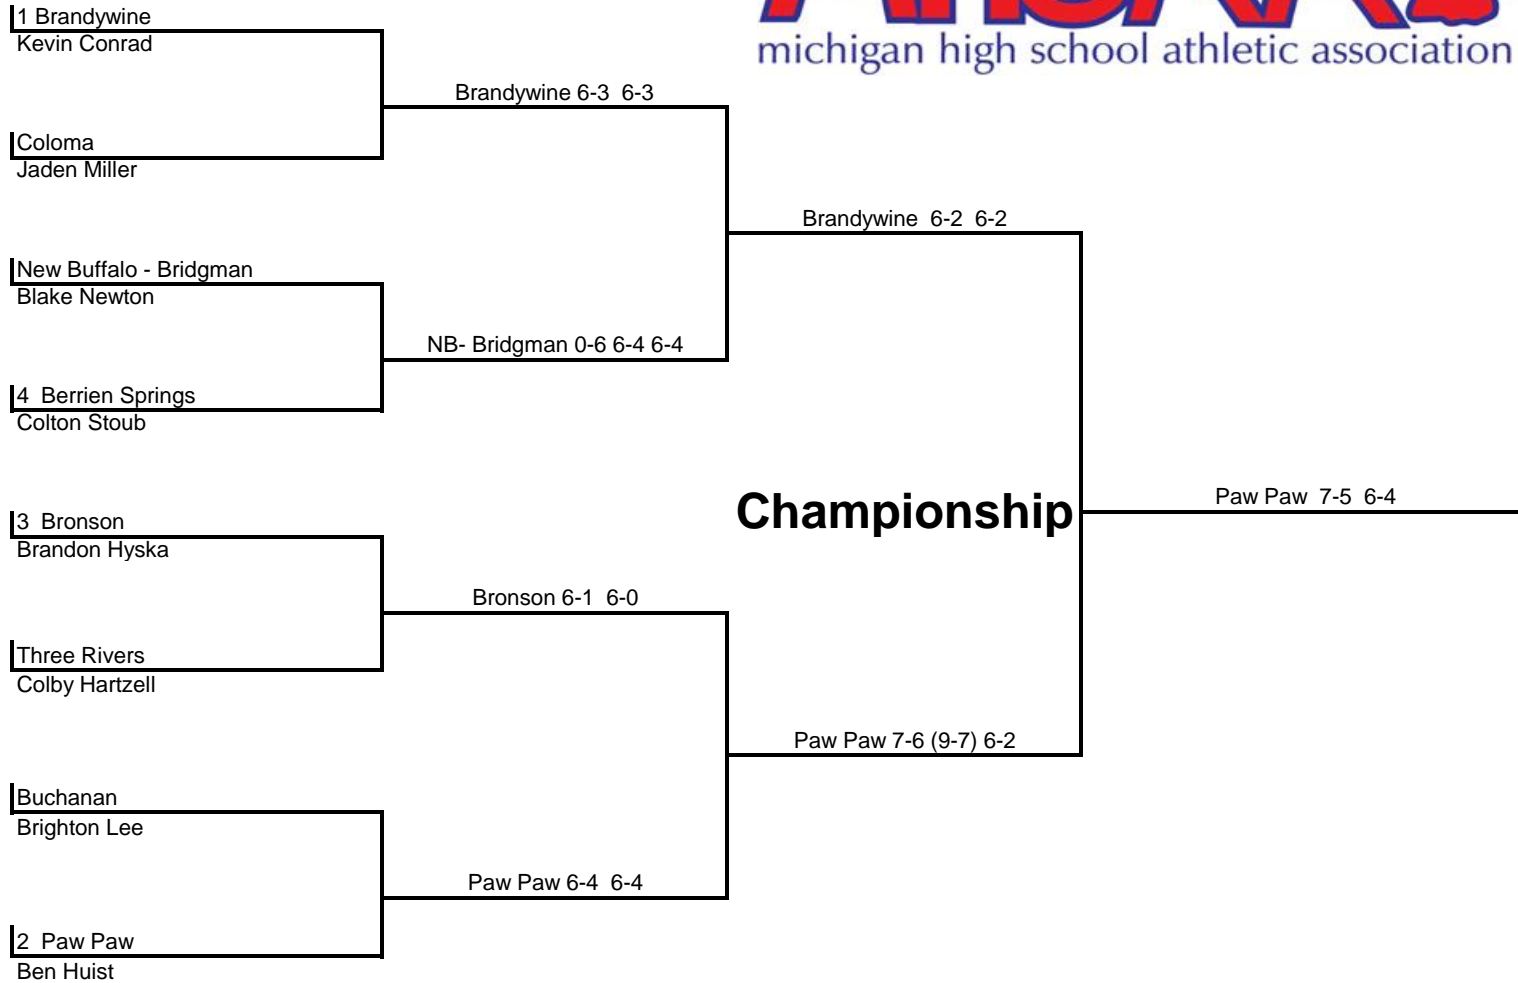 1 Brandywine
Kevin Conrad
michigan high school athletic association
Brandywine 6-3  6-3
Coloma
Jaden Miller
Brandywine  6-2  6-2
New Buffalo - Bridgman
Blake Newton
NB- Bridgman 0-6 6-4 6-4
4  Berrien Springs
Colton Stoub
Championship
Paw Paw  7-5  6-4
3  Bronson
Brandon Hyska
Bronson 6-1  6-0
Three Rivers
Colby Hartzell
Paw Paw 7-6 (9-7) 6-2
Buchanan
Brighton Lee
Paw Paw 6-4  6-4
2  Paw Paw
Ben Huist